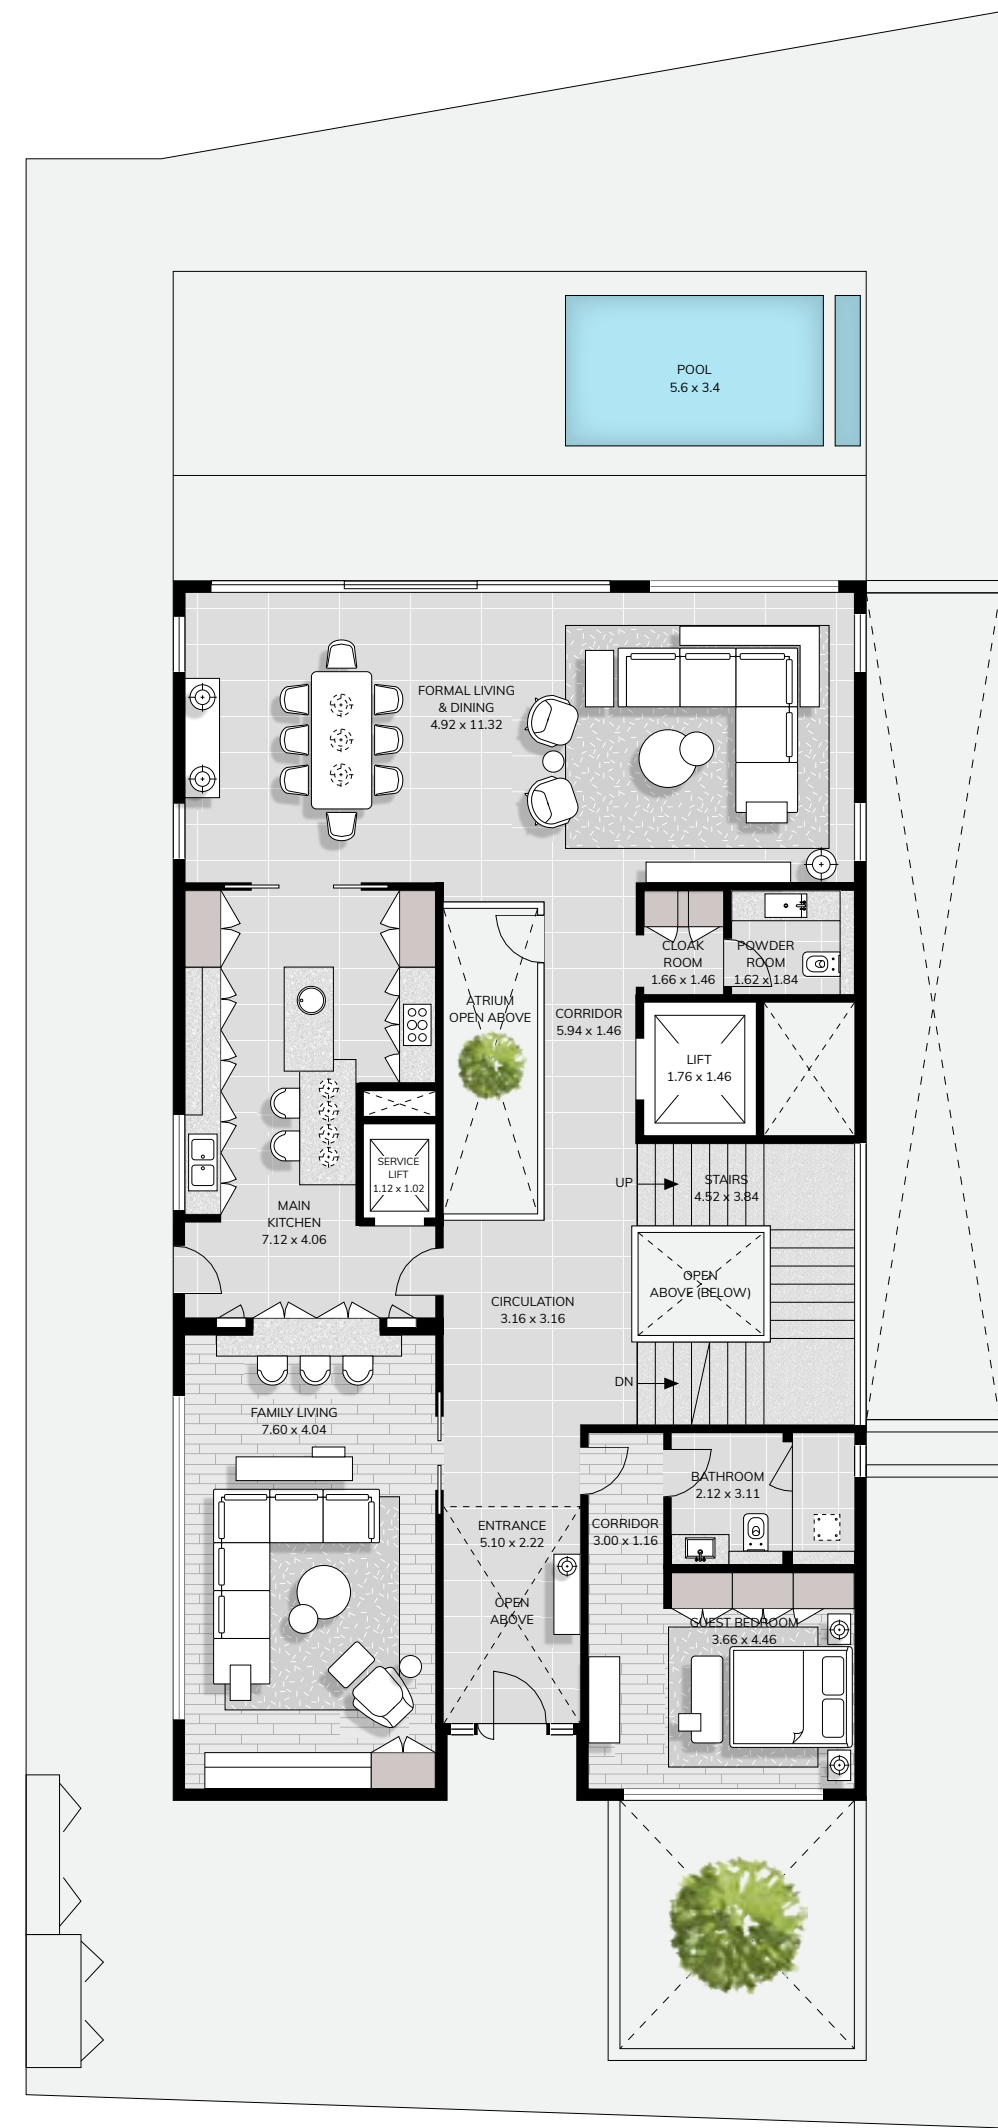 POOL
5.6 x 3.4
FORMAL LIVING
& DINING
4.92 x 11.32
CLOAK
ROOM
1.66 x 1.46
POWDER
ROOM
1.62 x 1.84
ATRIUM
OPEN ABOVE
CORRIDOR
5.94 x 1.46
LIFT
1.76 x 1.46
SERVICE
LIFT
1.12 x 1.02
UP
STAIRS
4.52 x 3.84
MAIN
KITCHEN
7.12 x 4.06
OPEN
ABOVE (BELOW)
CIRCULATION
3.16 x 3.16
DN
FAMILY LIVING
7.60 x 4.04
BATHROOM
2.12 x 3.11
ENTRANCE
5.10 x 2.22
CORRIDOR
3.00 x 1.16
OPEN
ABOVE
GUEST BEDROOM
3.66 x 4.46